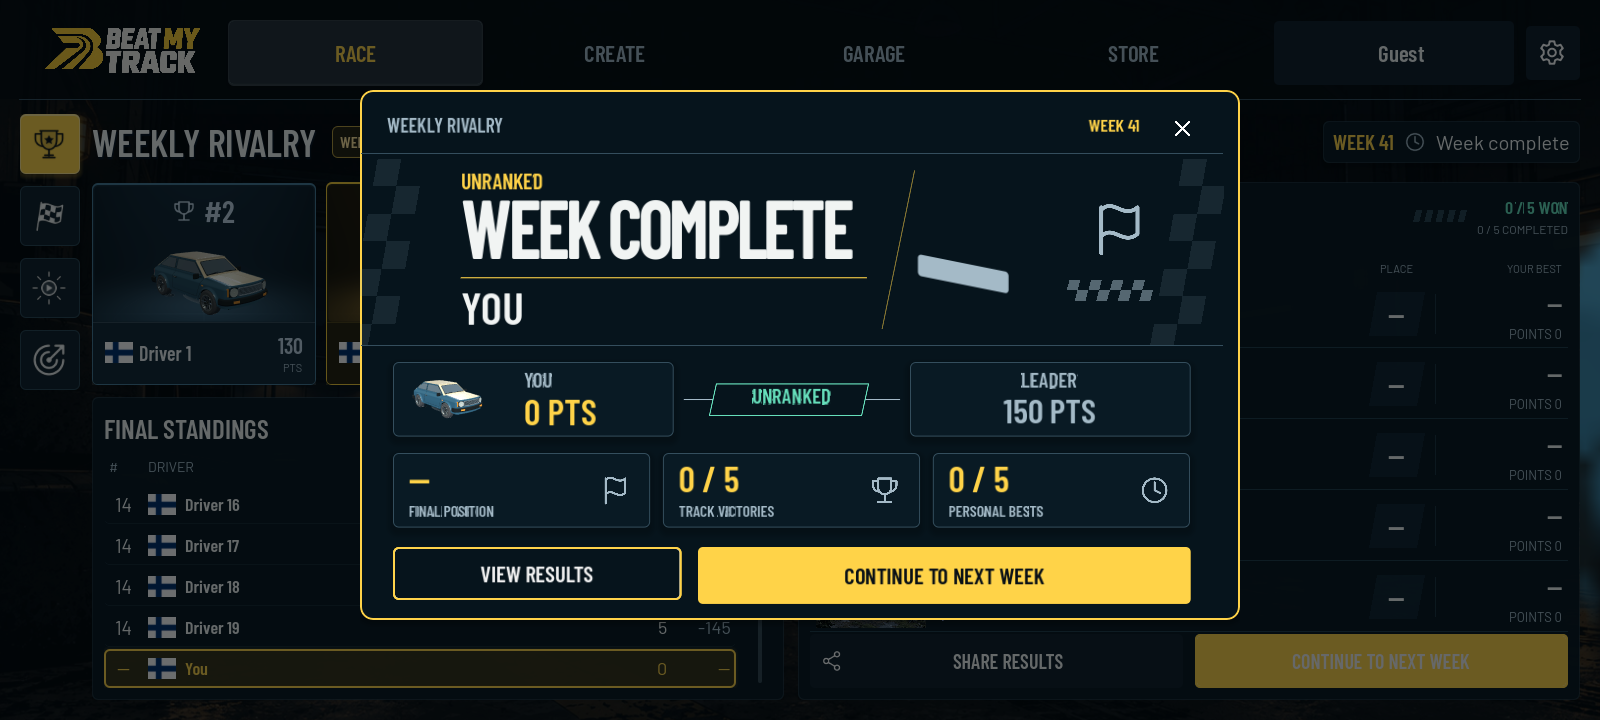 BEAT MY TRACK
RACE
CREATE
GARAGE
STORE
Guest
WEEKLY RIVALRY
WEEK 41
Week complete
#2
Driver 1
130
PTS
FINAL STANDINGS
# DRIVER
14 Driver 16
14 Driver 17
14 Driver 18
14 Driver 19 5 -145
— You 0 —
WEEKLY RIVALRY
WEEK 41
UNRANKED
WEEK COMPLETE
YOU
YOU
0 PTS
UNRANKED
LEADER
150 PTS
—
FINAL POSITION
0 / 5
TRACK VICTORIES
0 / 5
PERSONAL BESTS
VIEW RESULTS
CONTINUE TO NEXT WEEK
0 / 5 WON
0 / 5 COMPLETED
PLACE YOUR BEST
— —
POINTS 0
— —
POINTS 0
— —
POINTS 0
— —
POINTS 0
— —
POINTS 0
SHARE RESULTS
CONTINUE TO NEXT WEEK